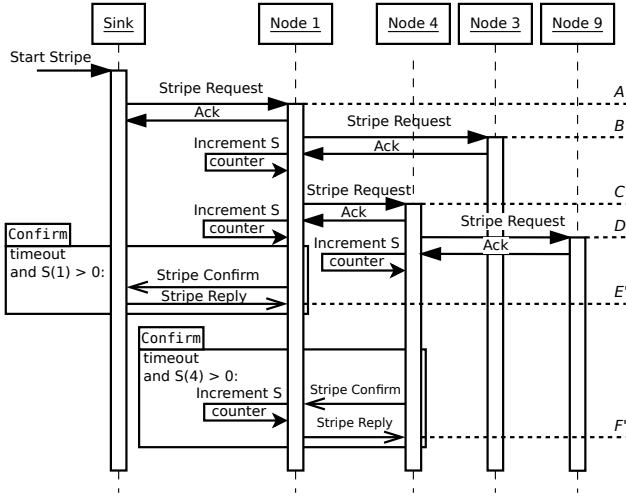 Sink
Node 1
Node 4
Node 3
Node 9
Start Stripe
Stripe Request
A
Ack
Stripe Request
B
Increment S
counter
Ack
Stripe Request
C
Increment S
counter
Ack
Stripe Request
D
Confirm
timeout
and S(1) > 0:
Increment S
counter
Ack
Stripe Confirm
Stripe Reply
E'
Confirm
timeout
and S(4) > 0:
Increment S
counter
Stripe Confirm
Stripe Reply
F'